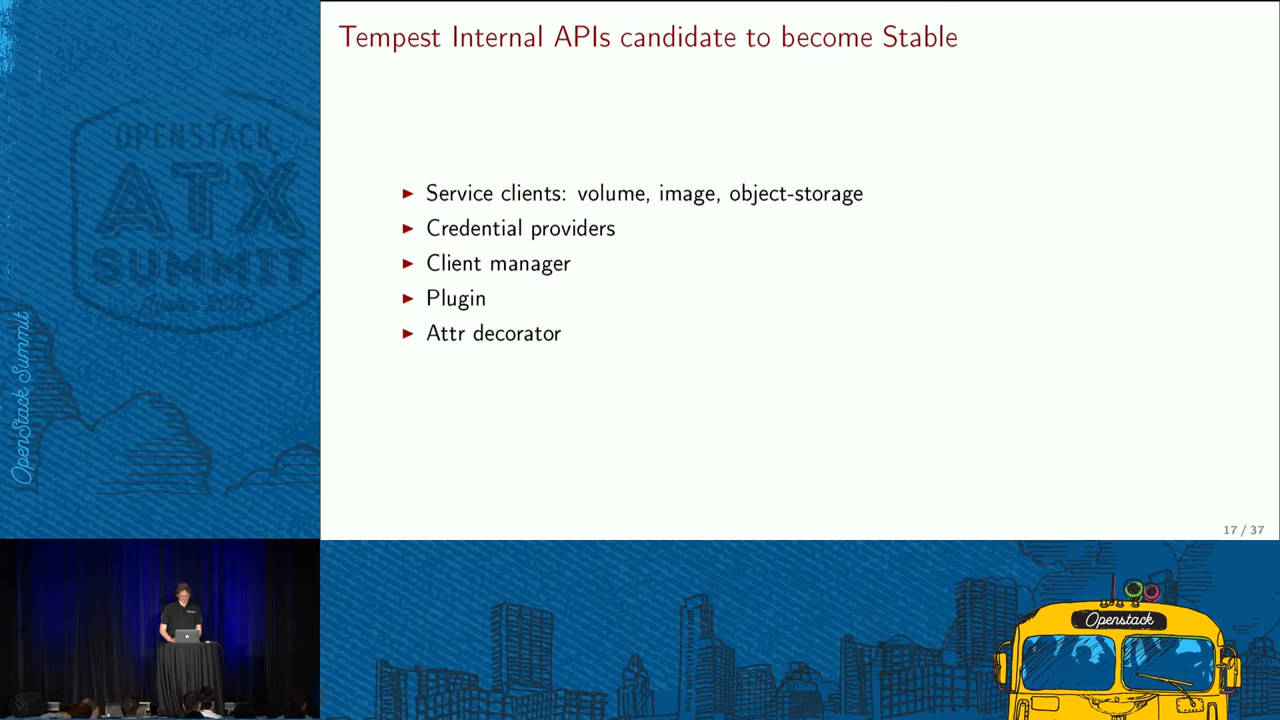 Tempest Internal APIs candidate to become Stable
OPENSTACK
ATX
SUMMIT
Austin 2016
► Service clients: volume, image, object-storage
► Credential providers
► Client manager
► Plugin
► Attr decorator
OpenStack Summit
17 / 37
Openstack